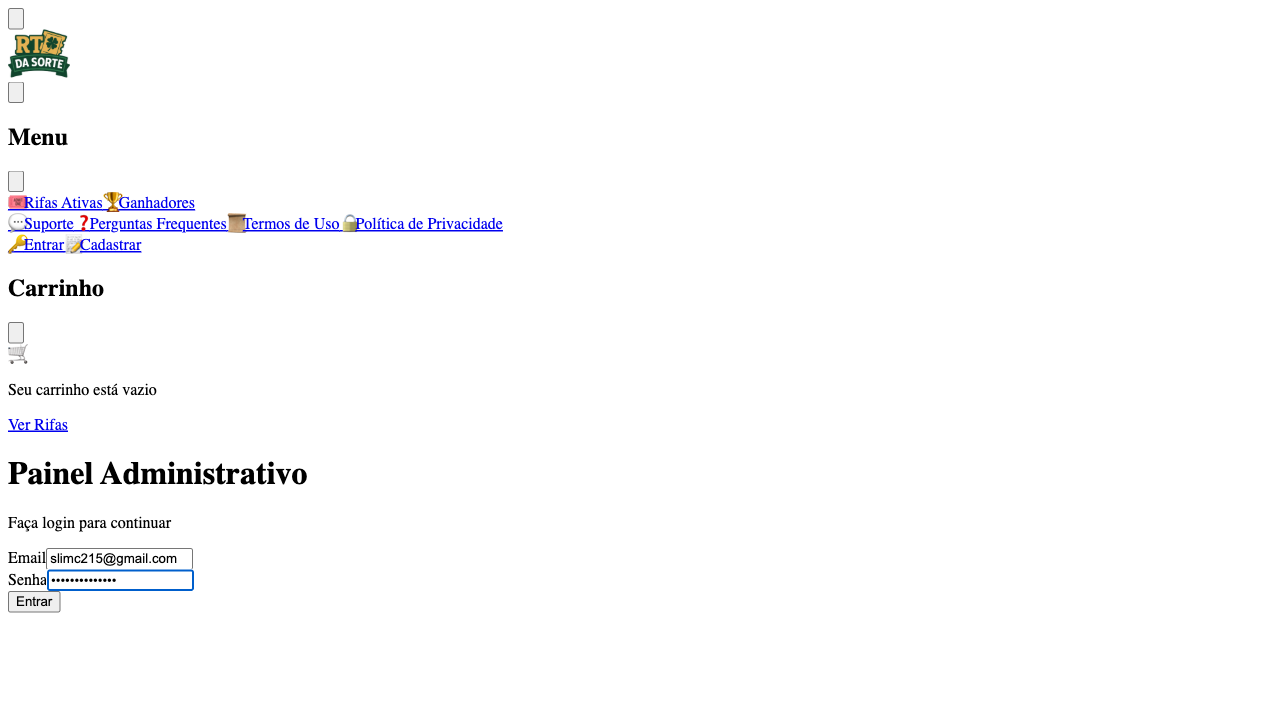 RT
DA SORTE
Menu
Rifas Ativas Ganhadores
Suporte Perguntas Frequentes Termos de Uso Política de Privacidade
Entrar Cadastrar
Carrinho
Seu carrinho está vazio
Ver Rifas
Painel Administrativo
Faça login para continuar
Email slimc215@gmail.com
Senha ••••••••••••••
Entrar